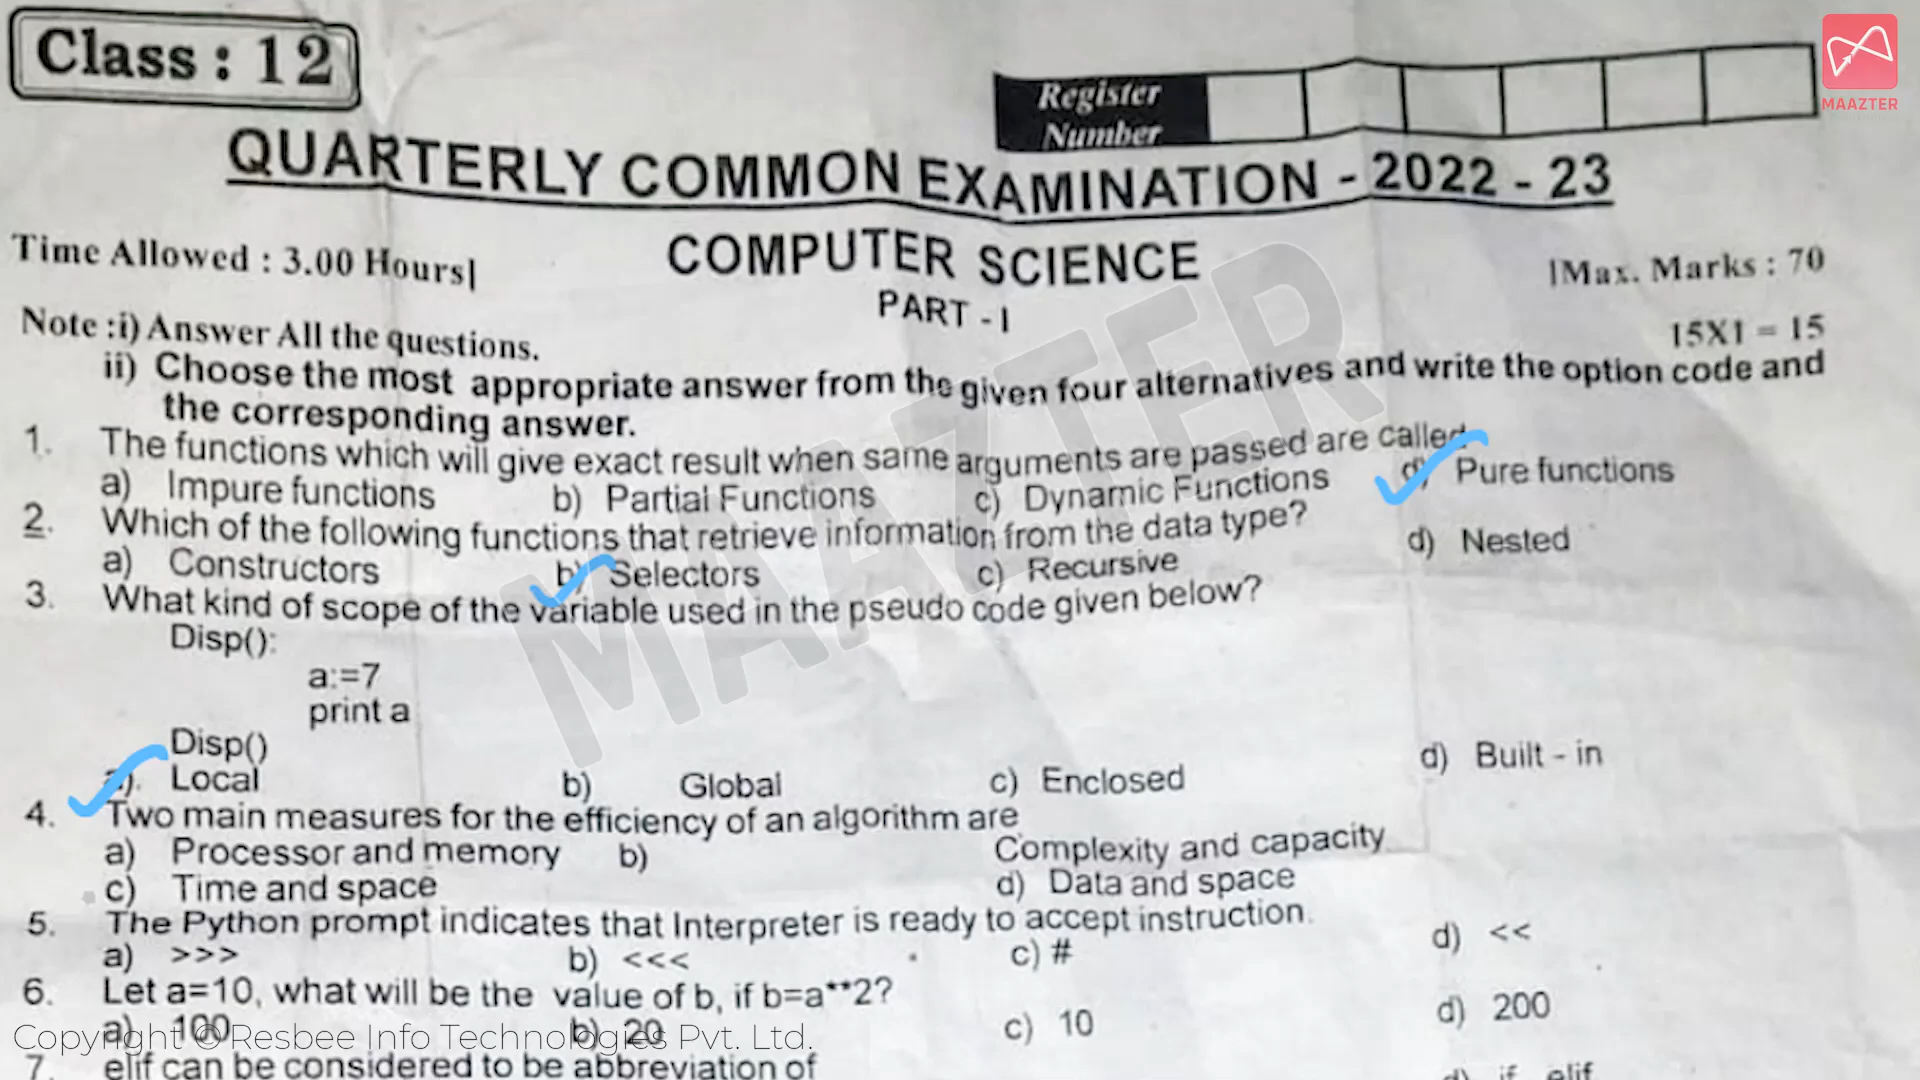 Class : 12
MAAZTER
Register
Number
QUARTERLY COMMON EXAMINATION - 2022 - 23
COMPUTER SCIENCE
Time Allowed : 3.00 Hours] [Max. Marks : 70
PART - I
Note :i) Answer All the questions. 15X1 = 15
ii) Choose the most appropriate answer from the given four alternatives and write the option code and
the corresponding answer.
1. The functions which will give exact result when same arguments are passed are called
a) Impure functions b) Partial Functions c) Dynamic Functions d) Pure functions
2. Which of the following functions that retrieve information from the data type?
a) Constructors b) Selectors c) Recursive d) Nested
3. What kind of scope of the variable used in the pseudo code given below?
Disp():
a:=7
print a
Disp()
a). Local b) Global c) Enclosed d) Built - in
4. Two main measures for the efficiency of an algorithm are
a) Processor and memory b) Complexity and capacity
c) Time and space d) Data and space
5. The Python prompt indicates that Interpreter is ready to accept instruction.
a) >>> b) <<< c) # d) <<
6. Let a=10, what will be the value of b, if b=a**2?
a) 100 b) 20 c) 10 d) 200
7. elif can be considered to be abbreviation of
d) if elif
MAAZTER
Copyright © Resbee Info Technologies Pvt. Ltd.